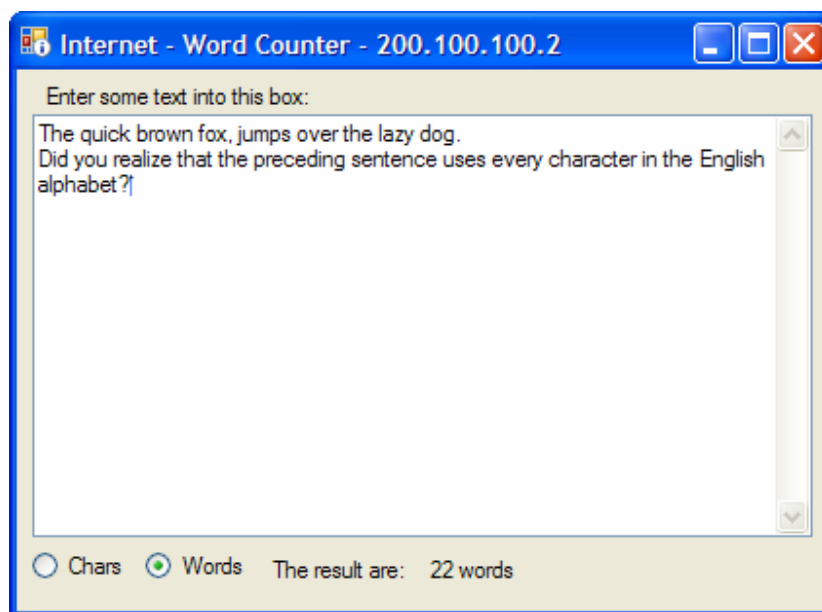 Internet - Word Counter - 200.100.100.2
Enter some text into this box:
The quick brown fox, jumps over the lazy dog.
Did you realize that the preceding sentence uses every character in the English
alphabet?
Chars Words The result are: 22 words